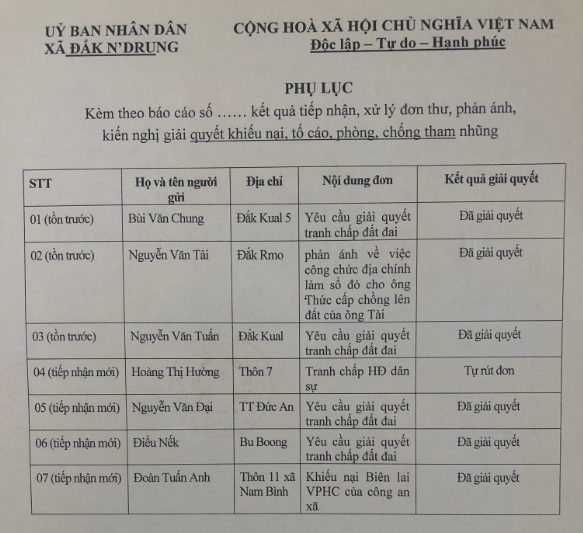 UỶ BAN NHÂN DÂN
XÃ ĐẮK N'DRUNG
CỘNG HOÀ XÃ HỘI CHỦ NGHĨA VIỆT NAM
Độc lập – Tự do – Hạnh phúc
PHỤ LỤC
Kèm theo báo cáo số …… kết quả tiếp nhận, xử lý đơn thư, phản ánh,
kiến nghị giải quyết khiếu nại, tố cáo, phòng, chống tham nhũng
STT
Họ và tên người
gửi
Địa chỉ
Nội dung đơn
Kết quả giải quyết
01 (tồn trước)
Bùi Văn Chung
Đắk Kual 5
Yêu cầu giải quyết
tranh chấp đất đai
Đã giải quyết
02 (tồn trước)
Nguyễn Văn Tài
Đắk Rmo
phản ánh về việc
công chức địa chính
làm sổ đỏ cho ông
Thức cấp chồng lên
đất của ông Tài
Đã giải quyết
03 (tồn trước)
Nguyễn Văn Tuấn
Đắk Kual
Yêu cầu giải quyết
tranh chấp đất đai
Đã giải quyết
04 (tiếp nhận mới)
Hoàng Thị Hường
Thôn 7
Tranh chấp HĐ dân
sự
Tự rút đơn
05 (tiếp nhận mới)
Nguyễn Văn Đại
TT Đức An
Yêu cầu giải quyết
tranh chấp đất đai
Đã giải quyết
06 (tiếp nhận mới)
Điểu Nếk
Bu Boong
Yêu cầu giải quyết
tranh chấp đất đai
Đã giải quyết
07 (tiếp nhận mới)
Đoàn Tuấn Anh
Thôn 11 xã
Nam Bình
Khiếu nại Biên lai
VPHC của công an
xã
Đã giải quyết